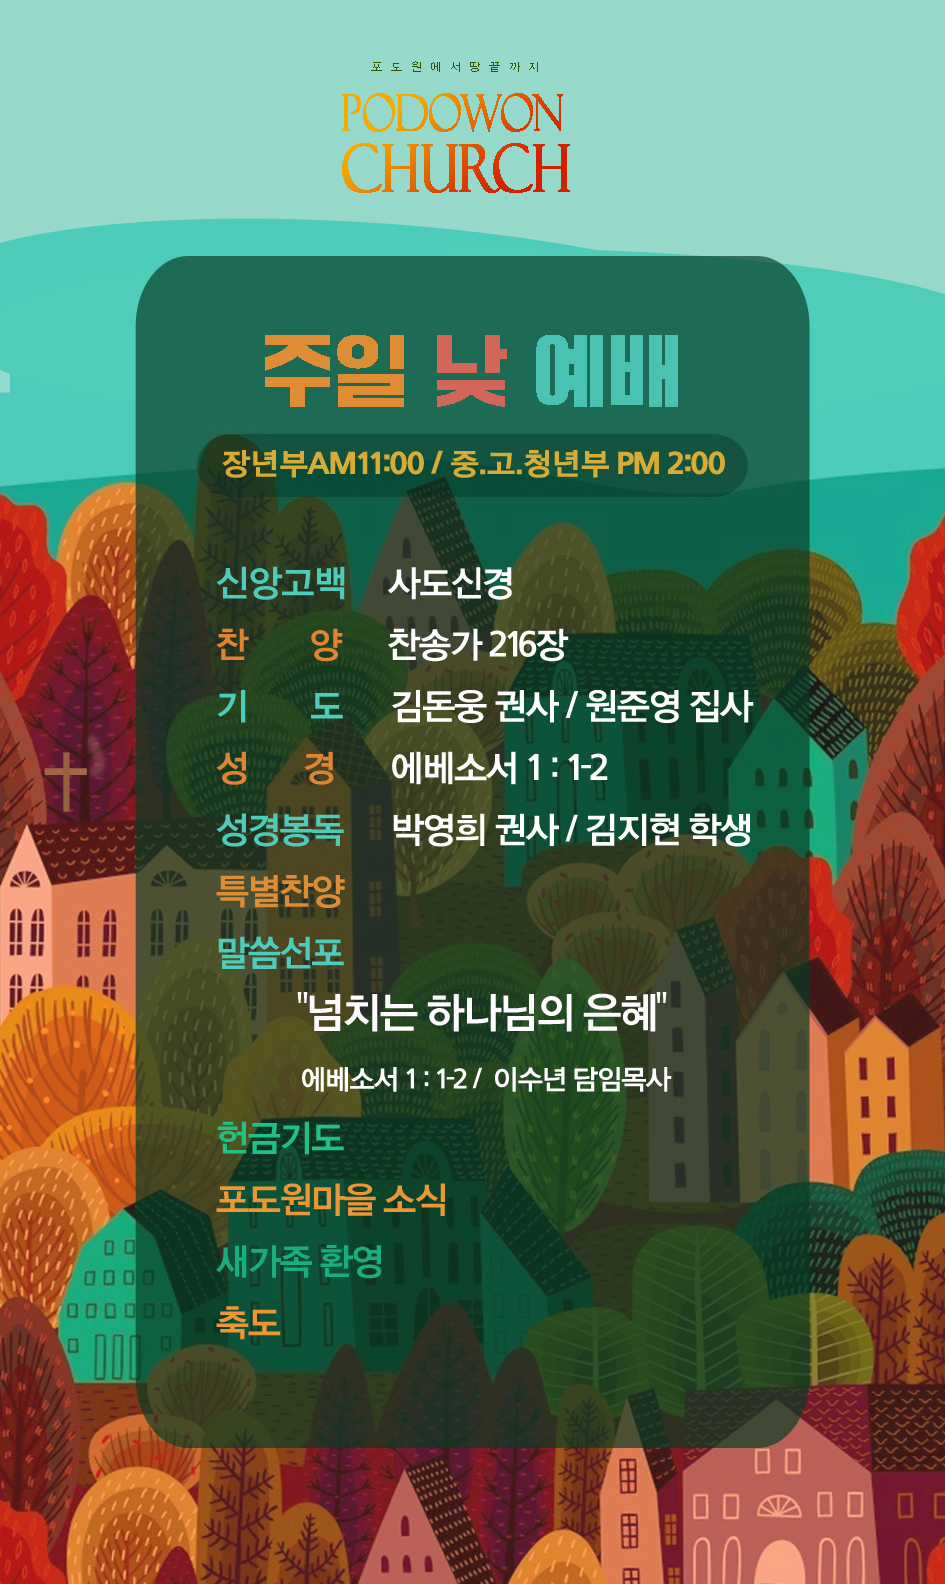 포도원에서땅끝까지
PODOWON
CHURCH
주일 낮 예배
장년부AM11:00 / 중.고.청년부 PM 2:00
신앙고백 사도신경
찬 양 찬송가 216장
기 도 김돈웅 권사 / 원준영 집사
성 경 에베소서 1 : 1-2
성경봉독 박영희 권사 / 김지현 학생
특별찬양
말씀선포
"넘치는 하나님의 은혜"
에베소서 1 : 1-2 / 이수년 담임목사
헌금기도
포도원마을 소식
새가족 환영
축도